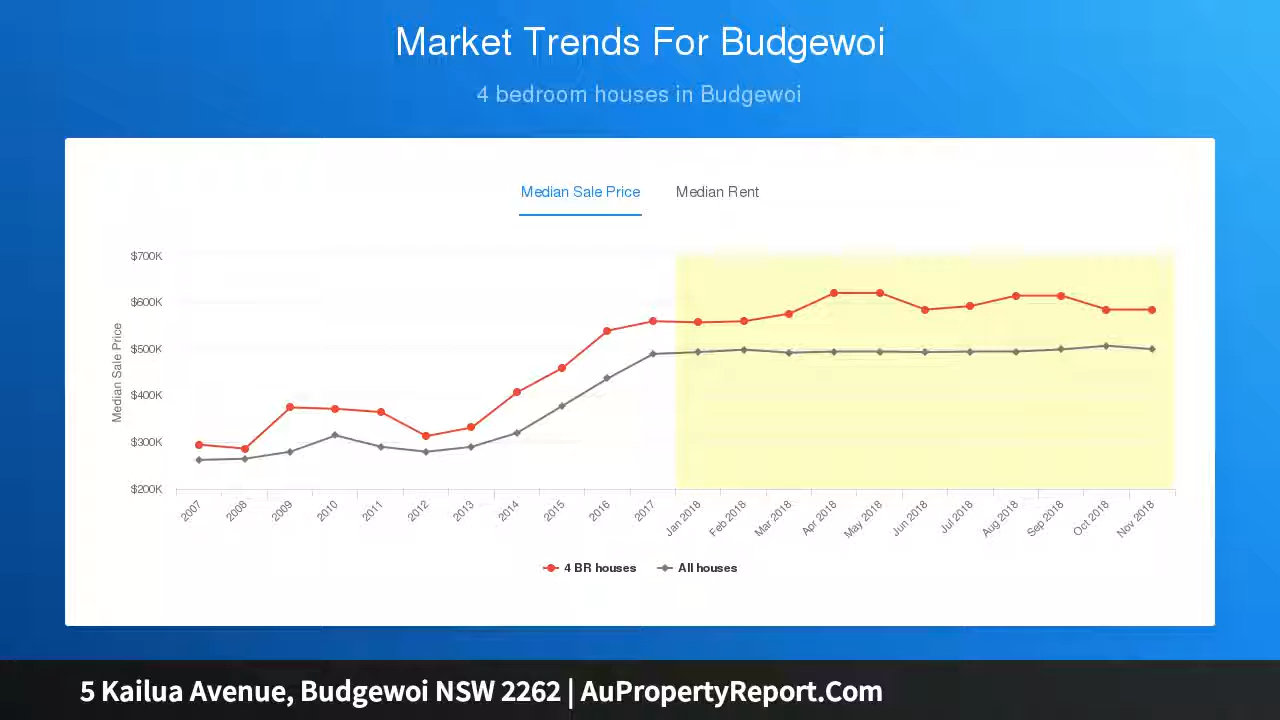 Market Trends For Budgewoi
4 bedroom houses in Budgewoi
Median Sale Price Median Rent
$700K
$600K
$500K
$400K
$300K
$200K
Median Sale Price
2007 2008 2009 2010 2011 2012 2013 2014 2015 2016 2017 Jan 2018 Feb 2018 Mar 2018 Apr 2018 May 2018 Jun 2018 Jul 2018 Aug 2018 Sep 2018 Oct 2018 Nov 2018
4 BR houses All houses
5 Kailua Avenue, Budgewoi NSW 2262 | AuPropertyReport.Com